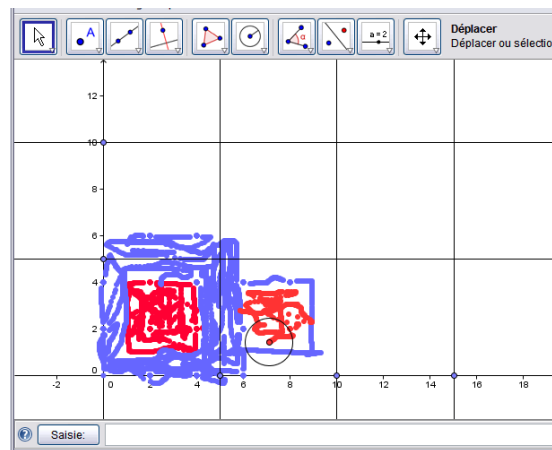 A
α
a = 2
Déplacer
Déplacer ou sélectio
12
10
8
6
4
2
0
-2 0 2 4 6 8 10 12 14 16 18
Saisie: